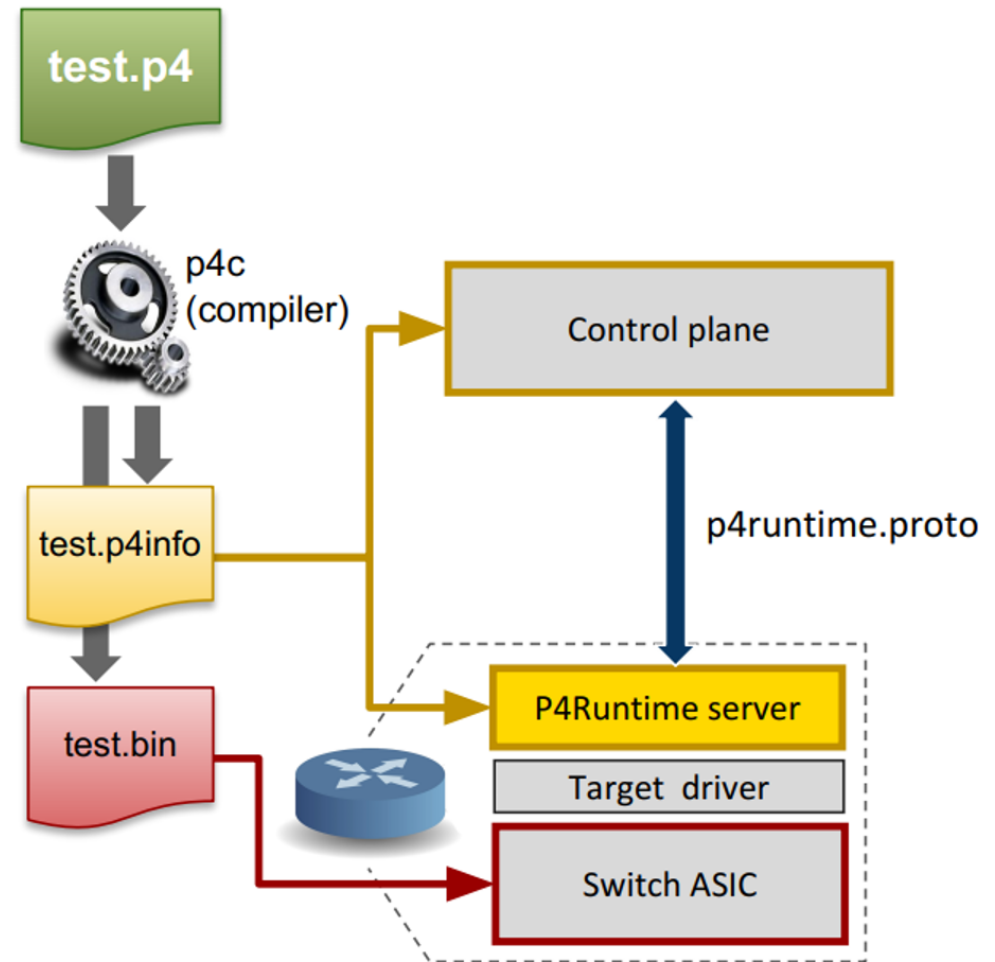 test.p4
p4c
(compiler)
Control plane
test.p4info
p4runtime.proto
P4Runtime server
test.bin
Target driver
Switch ASIC